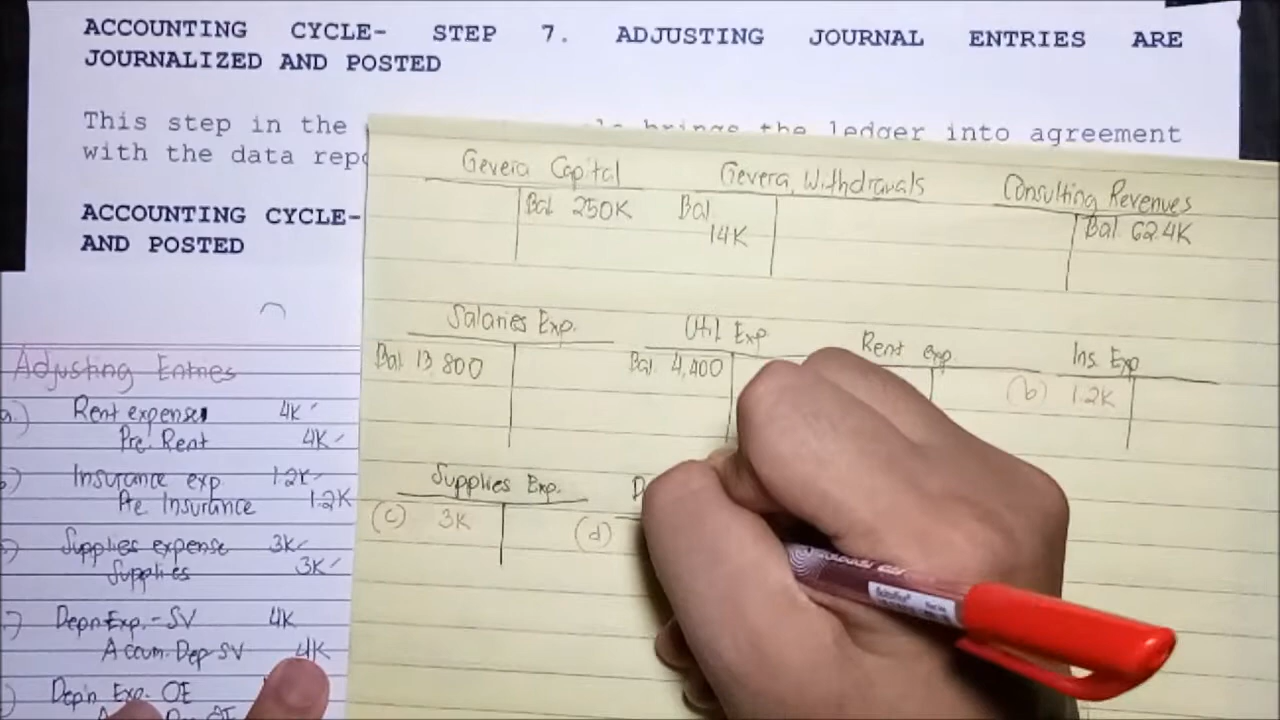 ACCOUNTING CYCLE- STEP 7. ADJUSTING JOURNAL ENTRIES ARE
JOURNALIZED AND POSTED
This step in the brings the ledger into agreement
with the data repo
ACCOUNTING CYCLE-
AND POSTED
Gevera Capital
Bal 250K
Gevera, Withdrawals
Bal
14K
Consulting Revenues
Bal 62.4K
Salaries Exp.
Bal 13,800
Util Exp
Bal 4,400
Rent exp.
Ins. Exp
(b) 1.2K
Supplies Exp.
(c) 3K
(d)
Adjusting Entries
Rent expense 4K
Pre. Rent 4K
Insurance exp 1.2K
Pre Insurance 1.2K
Supplies expense 3K
Supplies 3K
Depn Exp.-SV 4K
Accum. Dep SV 4K
Dep'n Exp. OE